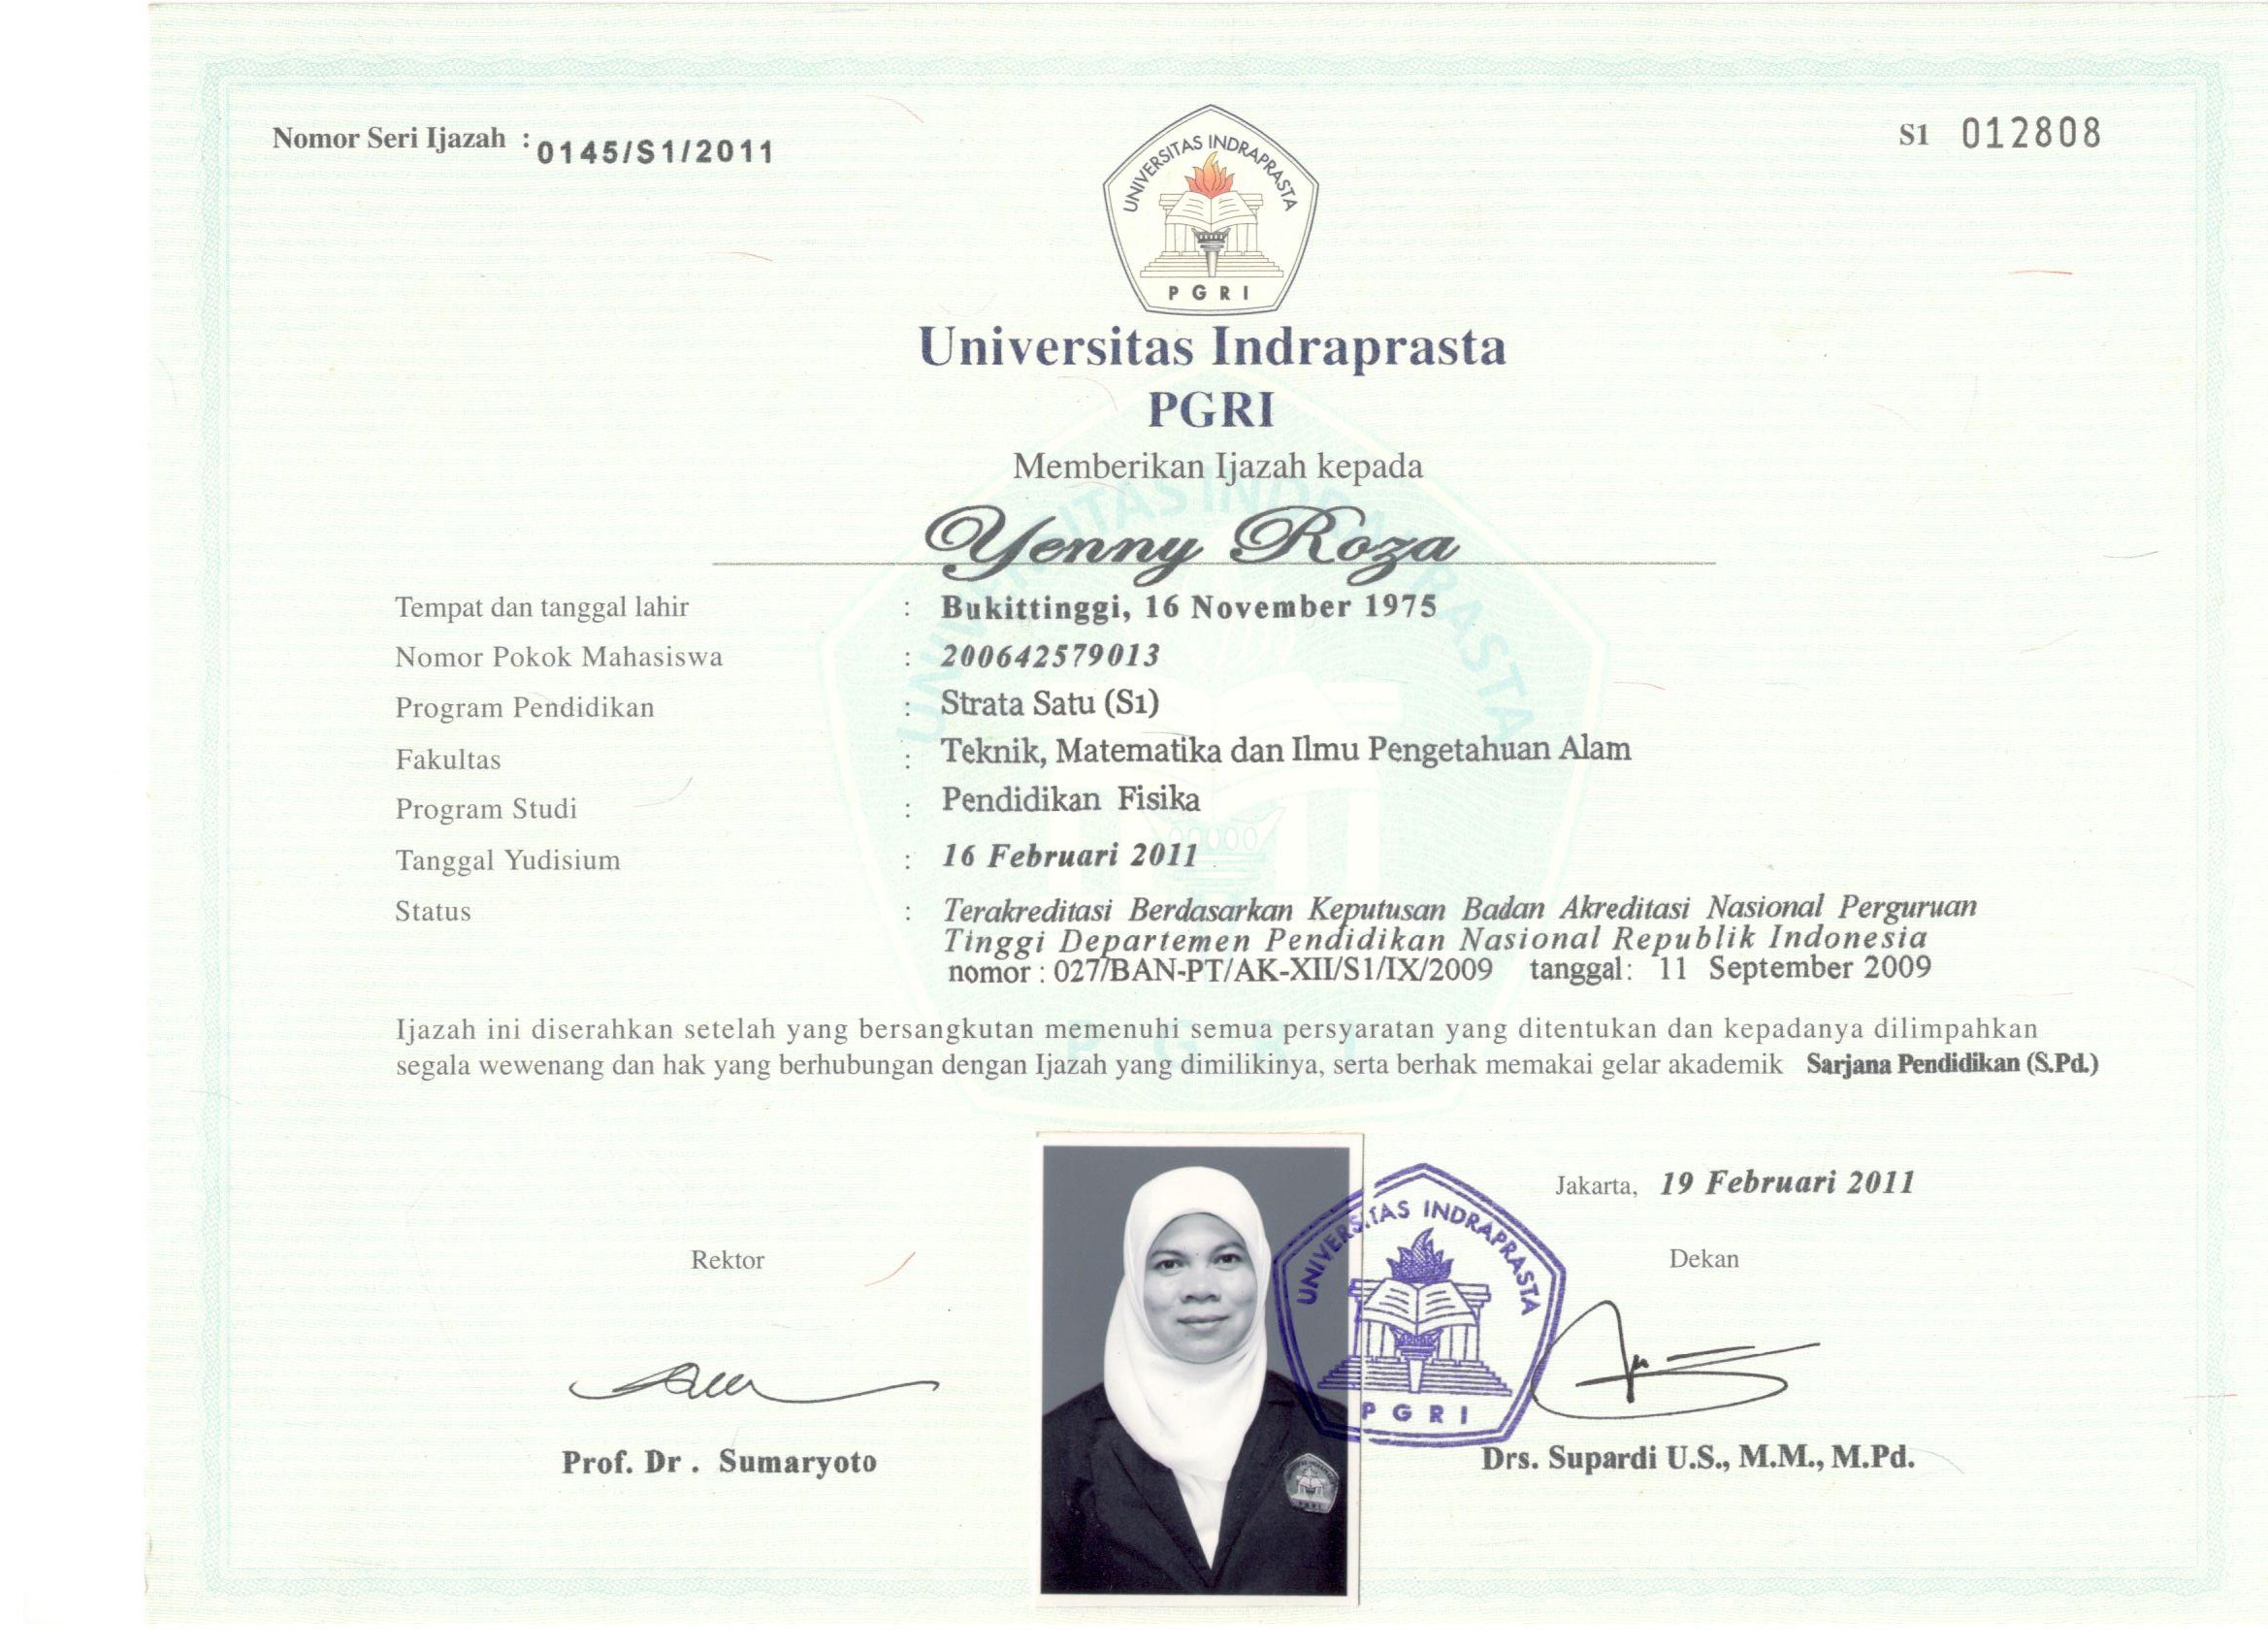 Nomor Seri Ijazah : 0145/S1/2011
S1 012808
UNIVERSITAS INDRAPRASTA
PGRI
Universitas Indraprasta
PGRI
Memberikan Ijazah kepada
Yenny Roza
Tempat dan tanggal lahir : Bukittinggi, 16 November 1975
Nomor Pokok Mahasiswa : 200642579013
Program Pendidikan : Strata Satu (S1)
Fakultas : Teknik, Matematika dan Ilmu Pengetahuan Alam
Program Studi : Pendidikan Fisika
Tanggal Yudisium : 16 Februari 2011
Status : Terakreditasi Berdasarkan Keputusan Badan Akreditasi Nasional Perguruan
Tinggi Departemen Pendidikan Nasional Republik Indonesia
nomor : 027/BAN-PT/AK-XII/S1/IX/2009 tanggal: 11 September 2009
Ijazah ini diserahkan setelah yang bersangkutan memenuhi semua persyaratan yang ditentukan dan kepadanya dilimpahkan
segala wewenang dan hak yang berhubungan dengan Ijazah yang dimilikinya, serta berhak memakai gelar akademik Sarjana Pendidikan (S.Pd.)
Jakarta, 19 Februari 2011
Rektor
Dekan
UNIVERSITAS INDRAPRASTA
PGRI
Prof. Dr . Sumaryoto
Drs. Supardi U.S., M.M., M.Pd.